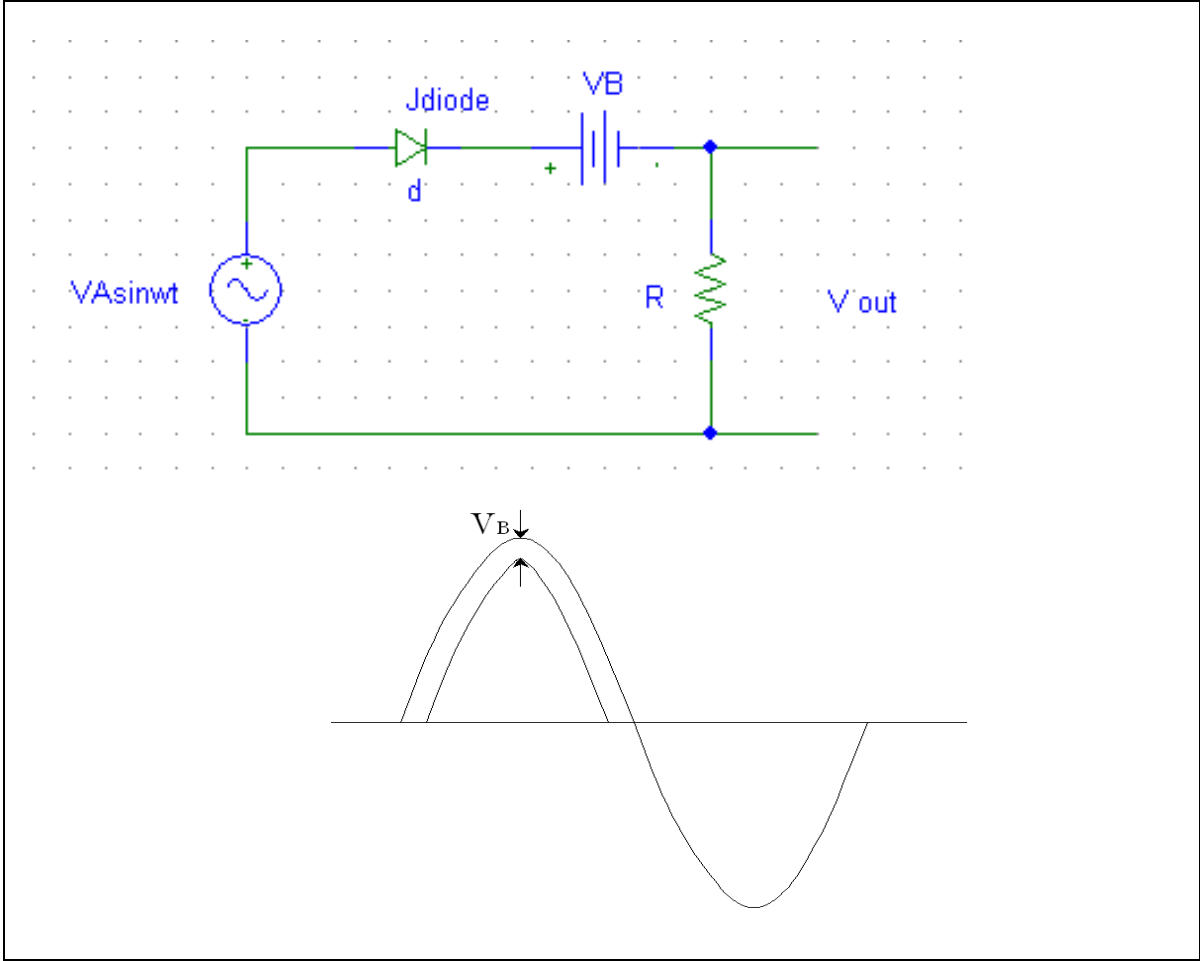 VB
Jdiode
+
d
VAsinwt
+
-
R
V out
VB